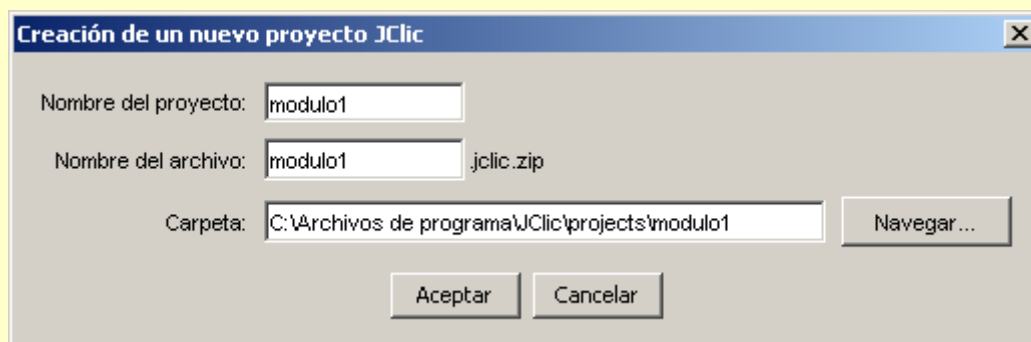 Creación de un nuevo proyecto JClic
Nombre del proyecto: modulo1
Nombre del archivo: modulo1 .jclic.zip
Carpeta: C:\Archivos de programa\JClic\projects\modulo1 Navegar...
Aceptar Cancelar